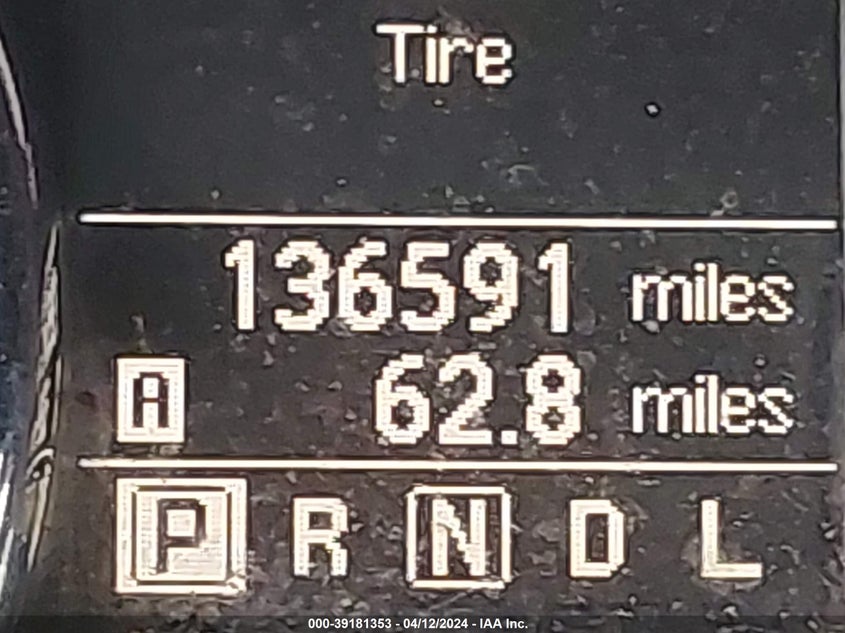 Tire
136591 miles
A 62.8 miles
P R N D L
000-39181353 - 04/12/2024 - IAA Inc.